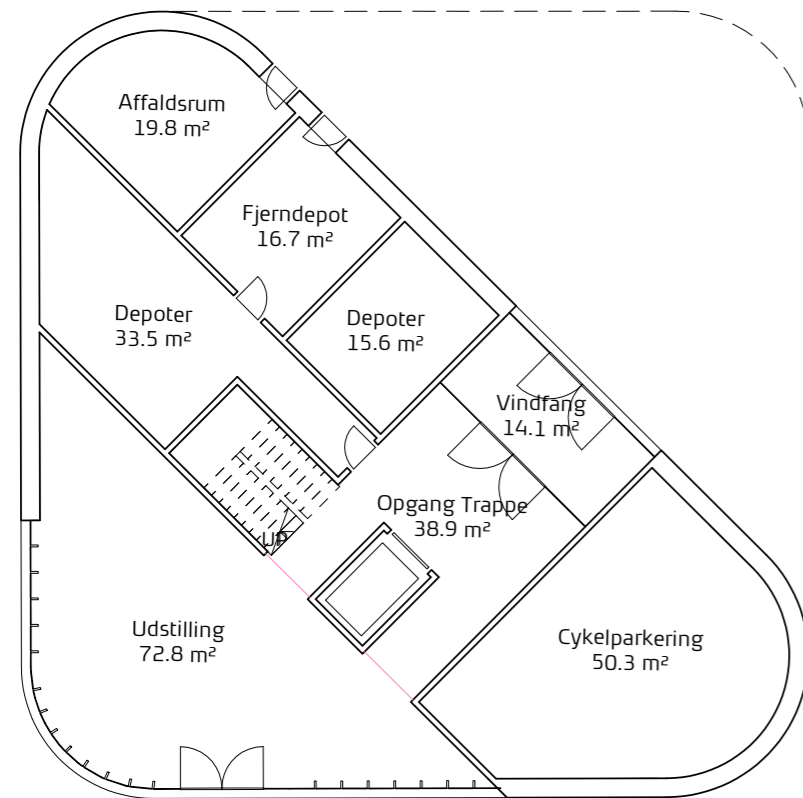 Affaldsrum
19.8 m²
Fjerndepot
16.7 m²
Depoter
33.5 m²
Depoter
15.6 m²
Vindfang
14.1 m²
Opgang Trappe
38.9 m²
UP
Udstilling
72.8 m²
Cykelparkering
50.3 m²